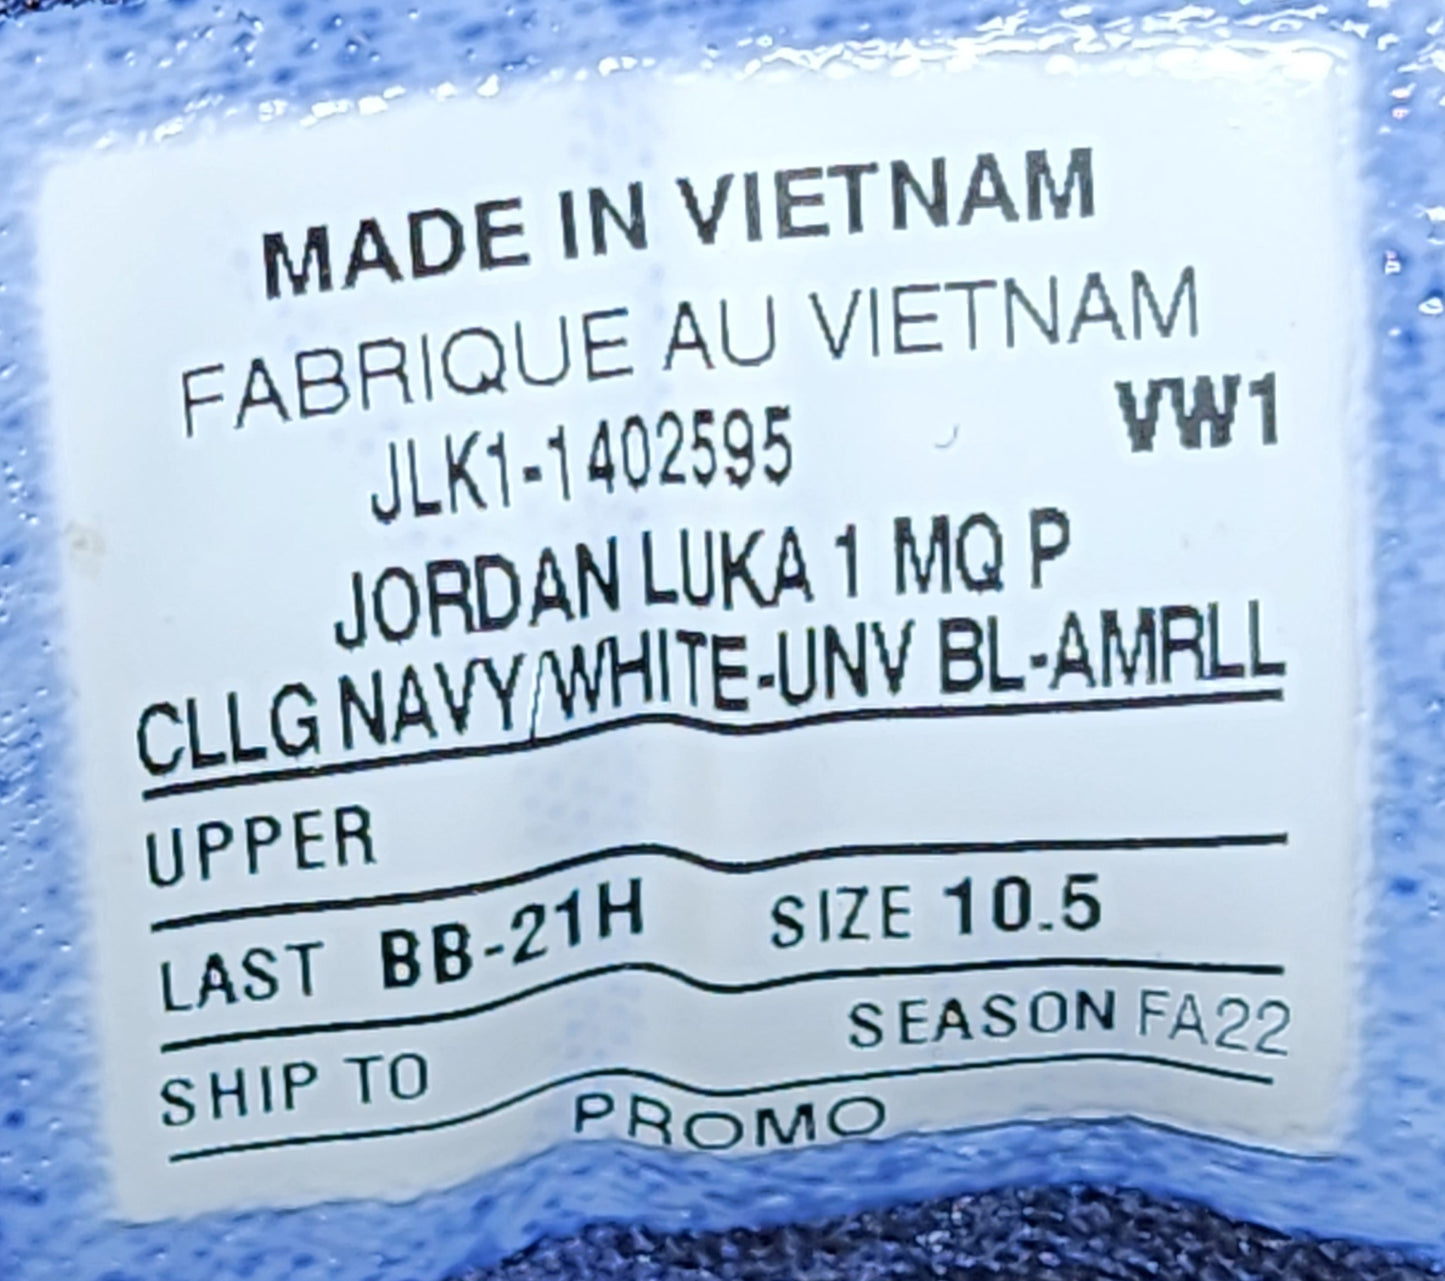 MADE IN VIETNAM
FABRIQUE AU VIETNAM
JLK1-1402595 VW1
JORDAN LUKA 1 MQ P
CLLG NAVY/WHITE-UNV BL-AMRLL
UPPER
LAST BB-21H SIZE 10.5
SHIP TO SEASON FA22
PROMO